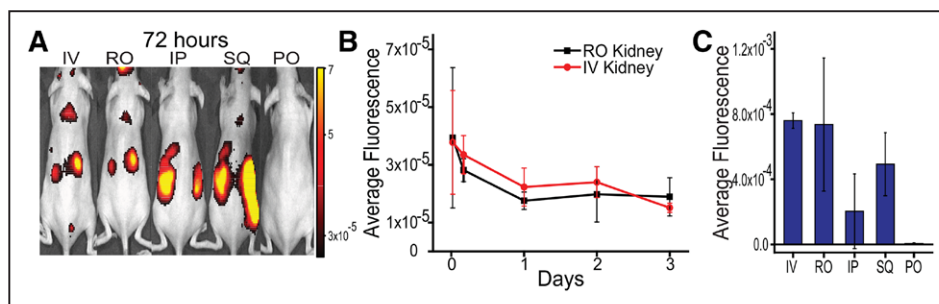 A
72 hours
IV RO IP SQ PO
7
5
3x10⁻⁵
B
RO Kidney
IV Kidney
Average Fluorescence
7x10⁻⁵
5x10⁻⁵
3x10⁻⁵
1x10⁻⁵
0
0 1 2 3
Days
C
Average Fluorescence
1.2x10⁻³
8.0x10⁻⁴
4.0x10⁻⁴
0.0
IV RO IP SQ PO